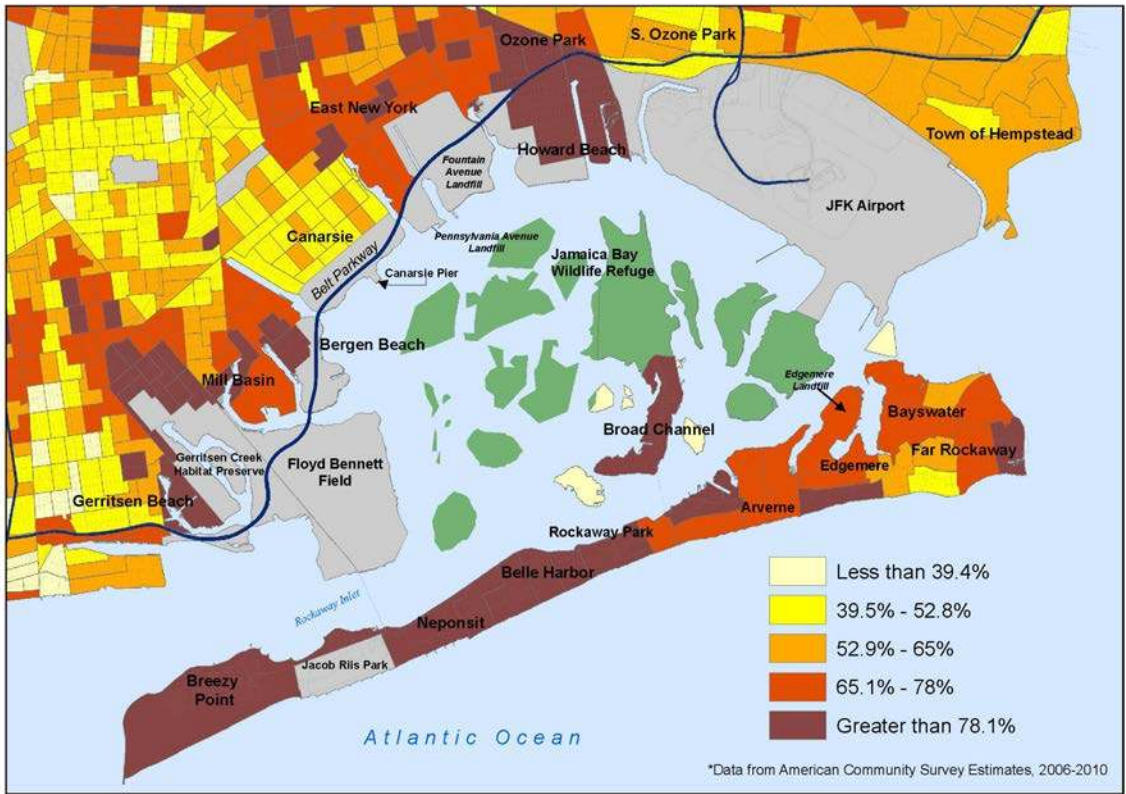 Ozone Park
S. Ozone Park
East New York
Town of Hempstead
Howard Beach
Fountain
Avenue
Landfill
JFK Airport
Canarsie
Pennsylvania Avenue
Landfill
Jamaica Bay
Wildlife Refuge
Belt Parkway
Canarsie Pier
Bergen Beach
Mill Basin
Edgemere
Landfill
Bayswater
Broad Channel
Far Rockaway
Gerritsen Creek
Habitat Preserve
Floyd Bennett
Field
Edgemere
Gerritsen Beach
Arverne
Rockaway Park
Belle Harbor
Rockaway Inlet
Neponsit
Jacob Riis Park
Breezy
Point
Atlantic Ocean
Less than 39.4%
39.5% - 52.8%
52.9% - 65%
65.1% - 78%
Greater than 78.1%
*Data from American Community Survey Estimates, 2006-2010